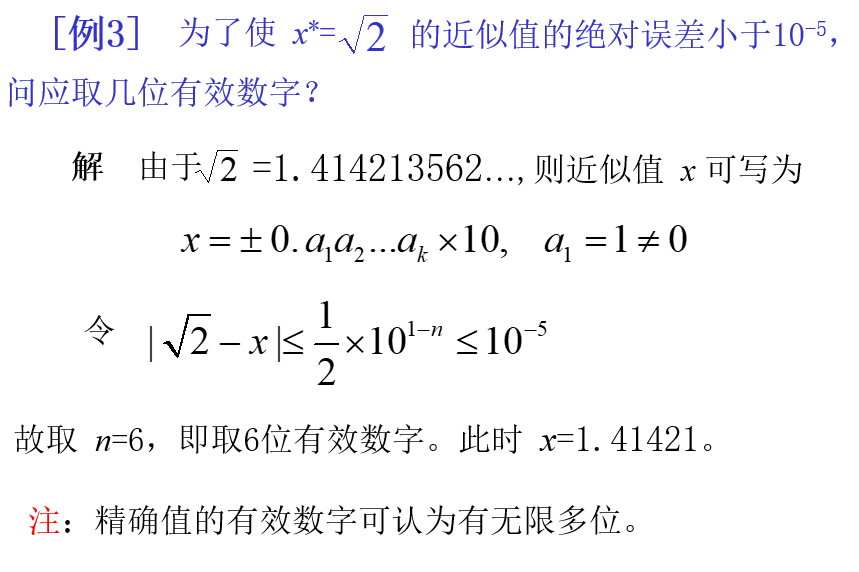 ［例3］ 为了使 x*=√2 的近似值的绝对误差小于10⁻⁵，
问应取几位有效数字？
解 由于√2 =1.414213562…,则近似值 x 可写为
x = ± 0.a₁a₂...aₖ ×10, a₁ = 1 ≠ 0
令 | √2 − x |≤ 1/2 ×10¹⁻ⁿ ≤ 10⁻⁵
故取 n=6，即取6位有效数字。此时 x=1.41421。
注：精确值的有效数字可认为有无限多位。